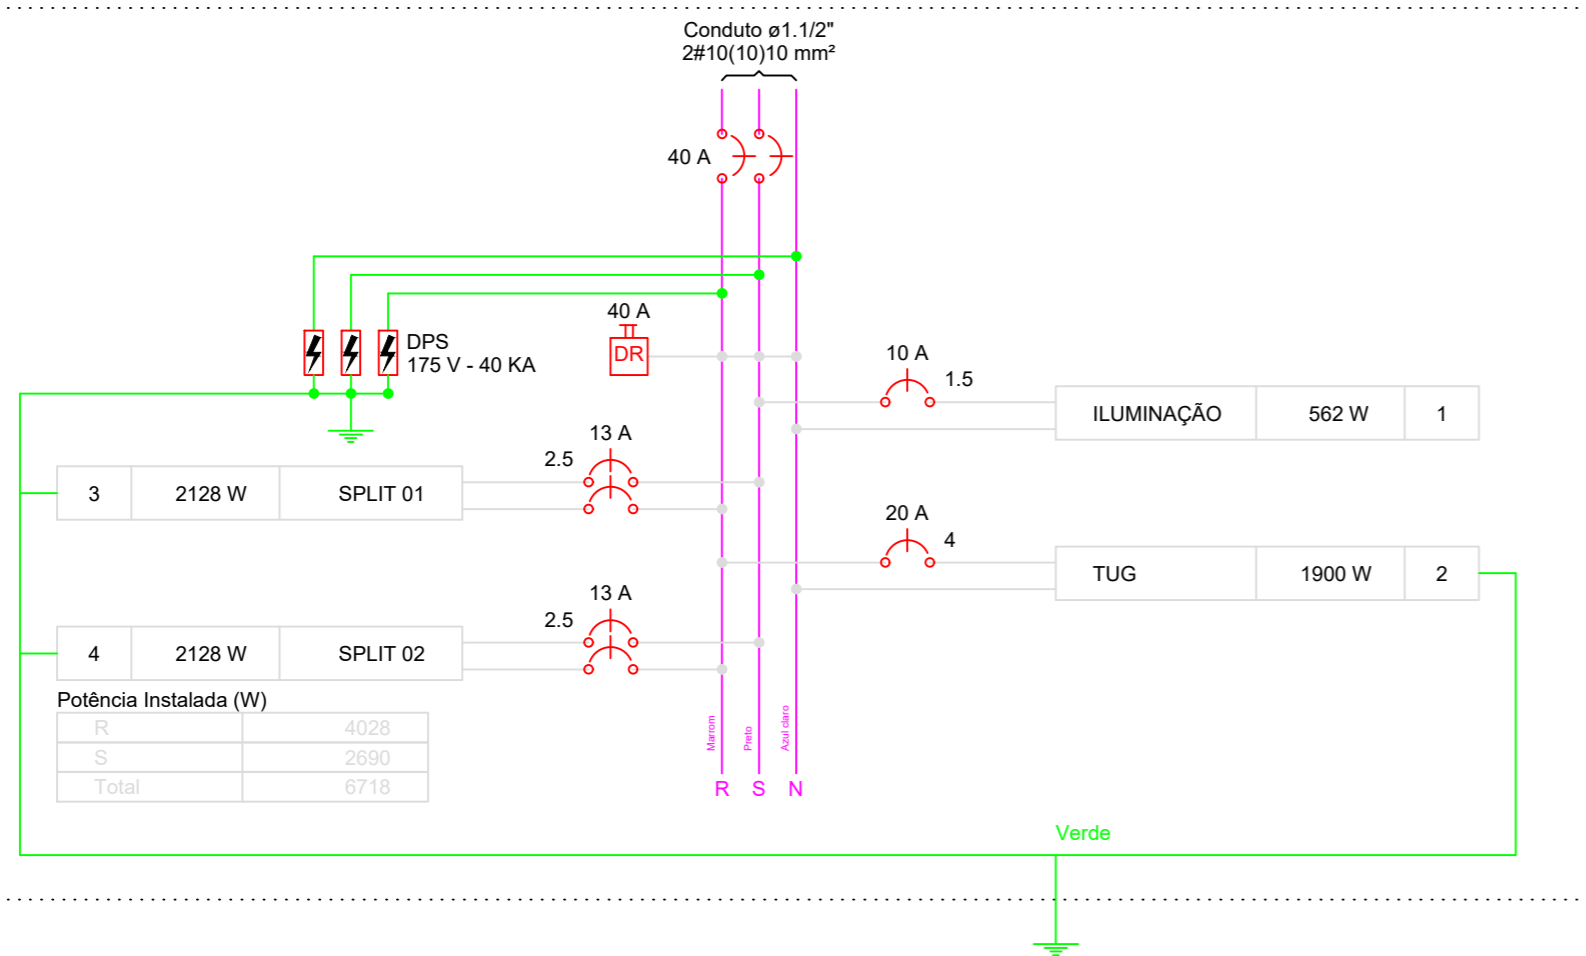 Conduto ø1.1/2"
2#10(10)10 mm²
40 A
40 A
DR
DPS
175 V - 40 KA
10 A
1.5
ILUMINAÇÃO 562 W 1
13 A
2.5
3 2128 W SPLIT 01
20 A
4
TUG 1900 W 2
13 A
2.5
4 2128 W SPLIT 02
Potência Instalada (W)
R 4028
S 2690
Total 6718
Marrom
Preto
Azul claro
R S N
Verde